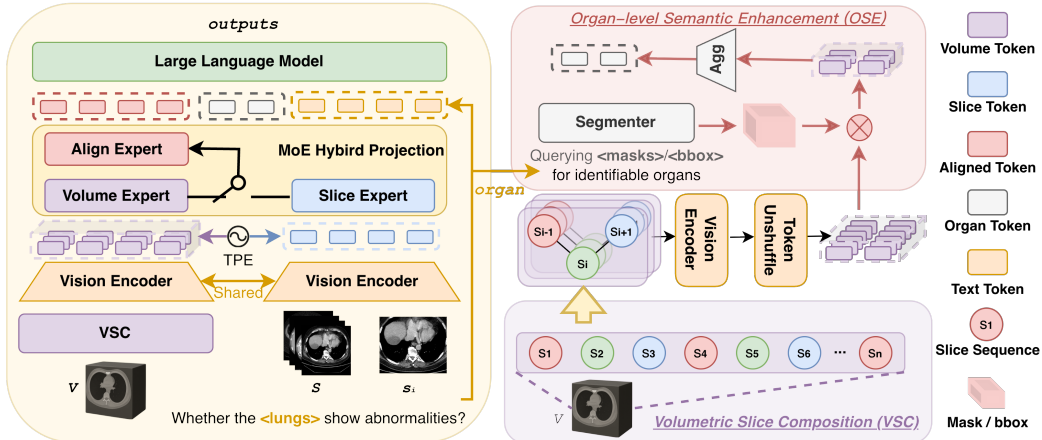 outputs
Large Language Model
Align Expert
MoE Hybird Projection
Volume Expert
Slice Expert
TPE
Vision Encoder
Shared
Vision Encoder
VSC
V
S
si
Whether the <lungs> show abnormalities?
organ
Organ-level Semantic Enhancement (OSE)
Agg
Segmenter
Querying <masks>/<bbox>
for identifiable organs
Si-1
Si+1
Si
Vision
Encoder
Token
Unshuffle
S1
S2
S3
S4
S5
S6
...
Sn
V
Volumetric Slice Composition (VSC)
Volume Token
Slice Token
Aligned Token
Organ Token
Text Token
S1
Slice Sequence
Mask / bbox